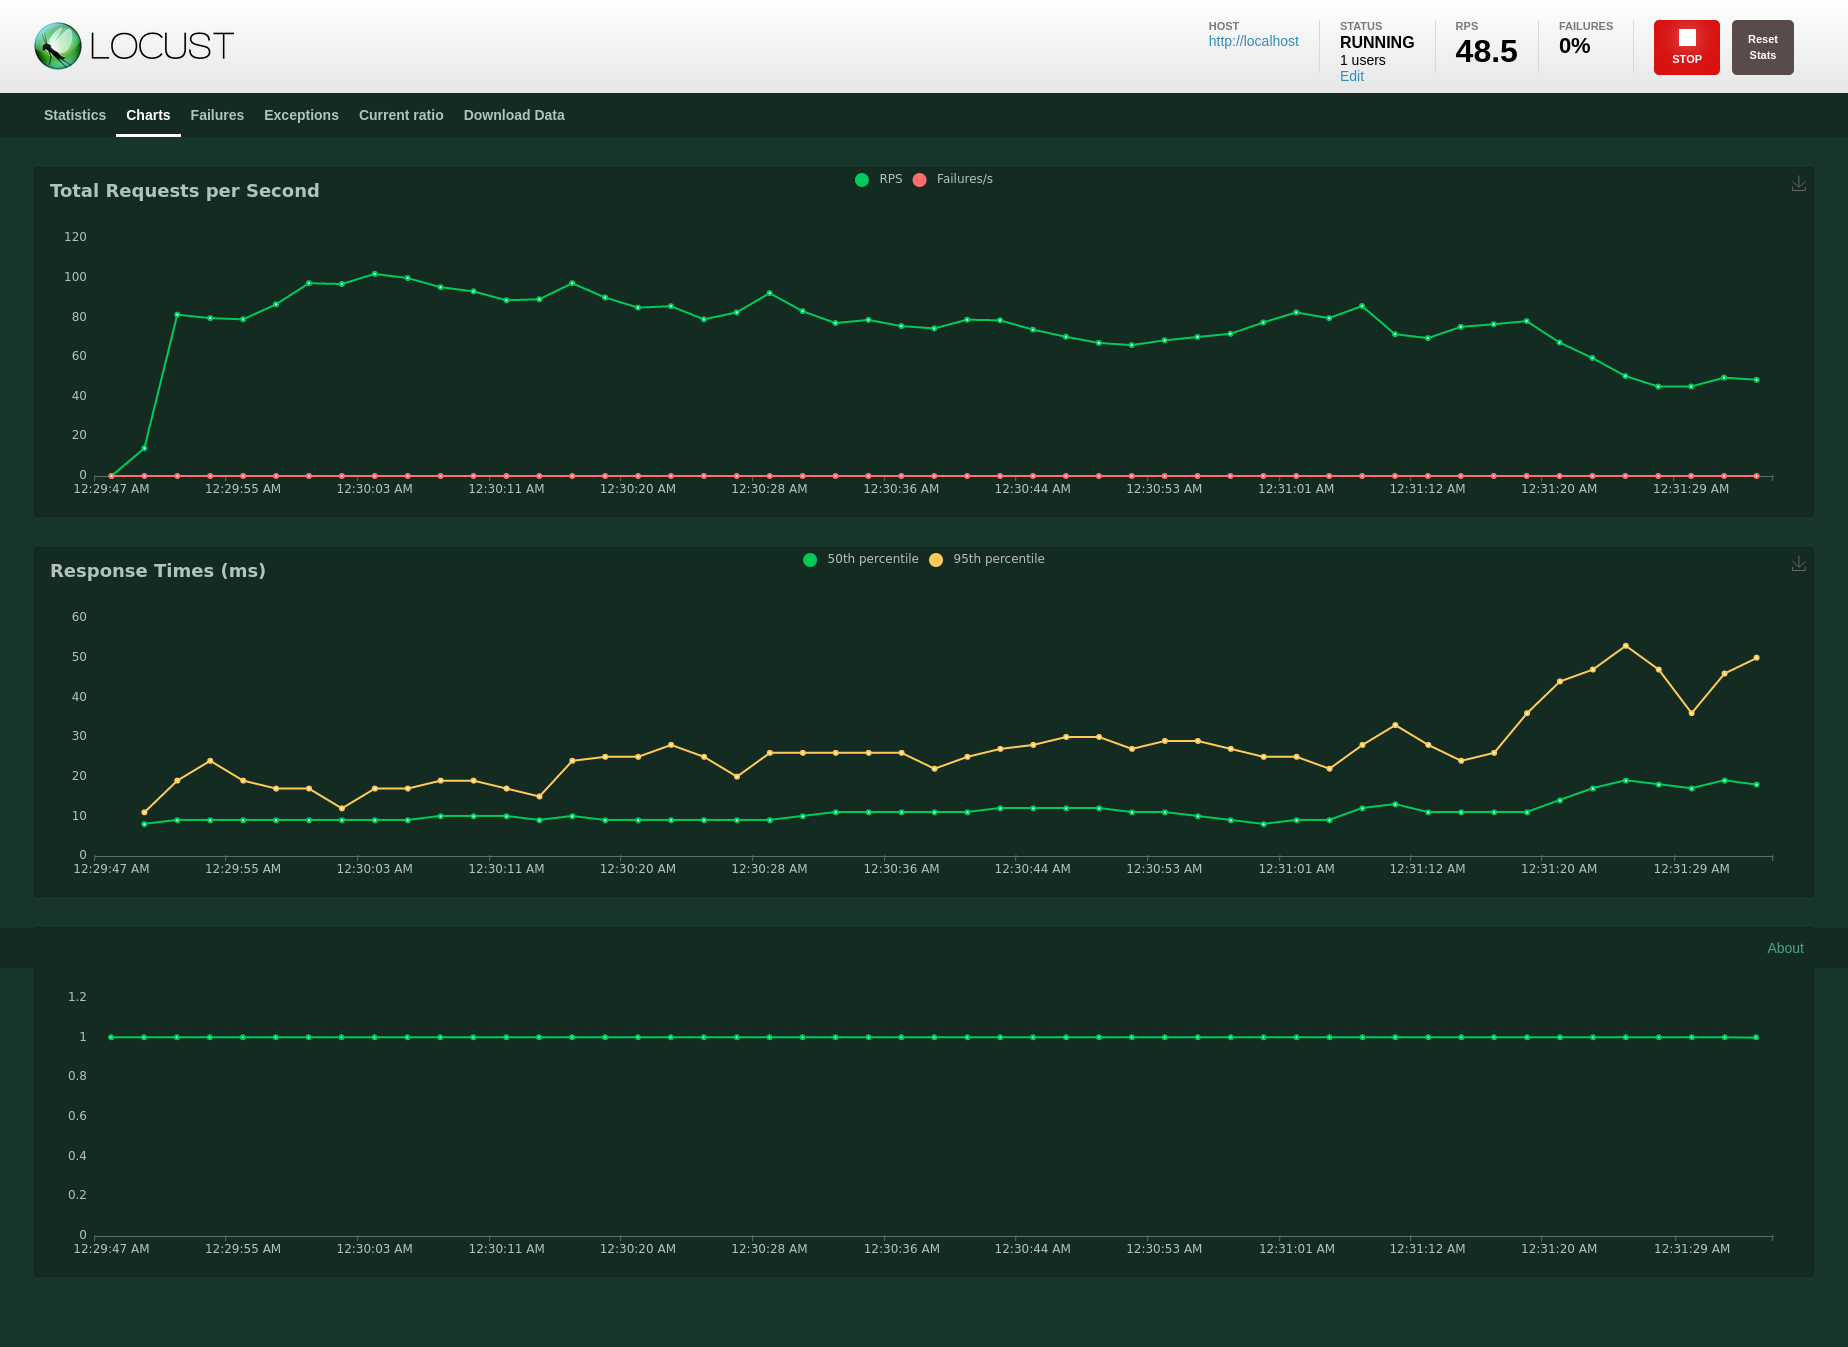 LOCUST
HOST
http://localhost
STATUS
RUNNING
1 users
Edit
RPS
48.5
FAILURES
0%
STOP
Reset
Stats
Statistics Charts Failures Exceptions Current ratio Download Data
Total Requests per Second
RPS Failures/s
120
100
80
60
40
20
0
12:29:47 AM 12:29:55 AM 12:30:03 AM 12:30:11 AM 12:30:20 AM 12:30:28 AM 12:30:36 AM 12:30:44 AM 12:30:53 AM 12:31:01 AM 12:31:12 AM 12:31:20 AM 12:31:29 AM
Response Times (ms)
50th percentile 95th percentile
60
50
40
30
20
10
0
12:29:47 AM 12:29:55 AM 12:30:03 AM 12:30:11 AM 12:30:20 AM 12:30:28 AM 12:30:36 AM 12:30:44 AM 12:30:53 AM 12:31:01 AM 12:31:12 AM 12:31:20 AM 12:31:29 AM
About
1.2
1
0.8
0.6
0.4
0.2
0
12:29:47 AM 12:29:55 AM 12:30:03 AM 12:30:11 AM 12:30:20 AM 12:30:28 AM 12:30:36 AM 12:30:44 AM 12:30:53 AM 12:31:01 AM 12:31:12 AM 12:31:20 AM 12:31:29 AM